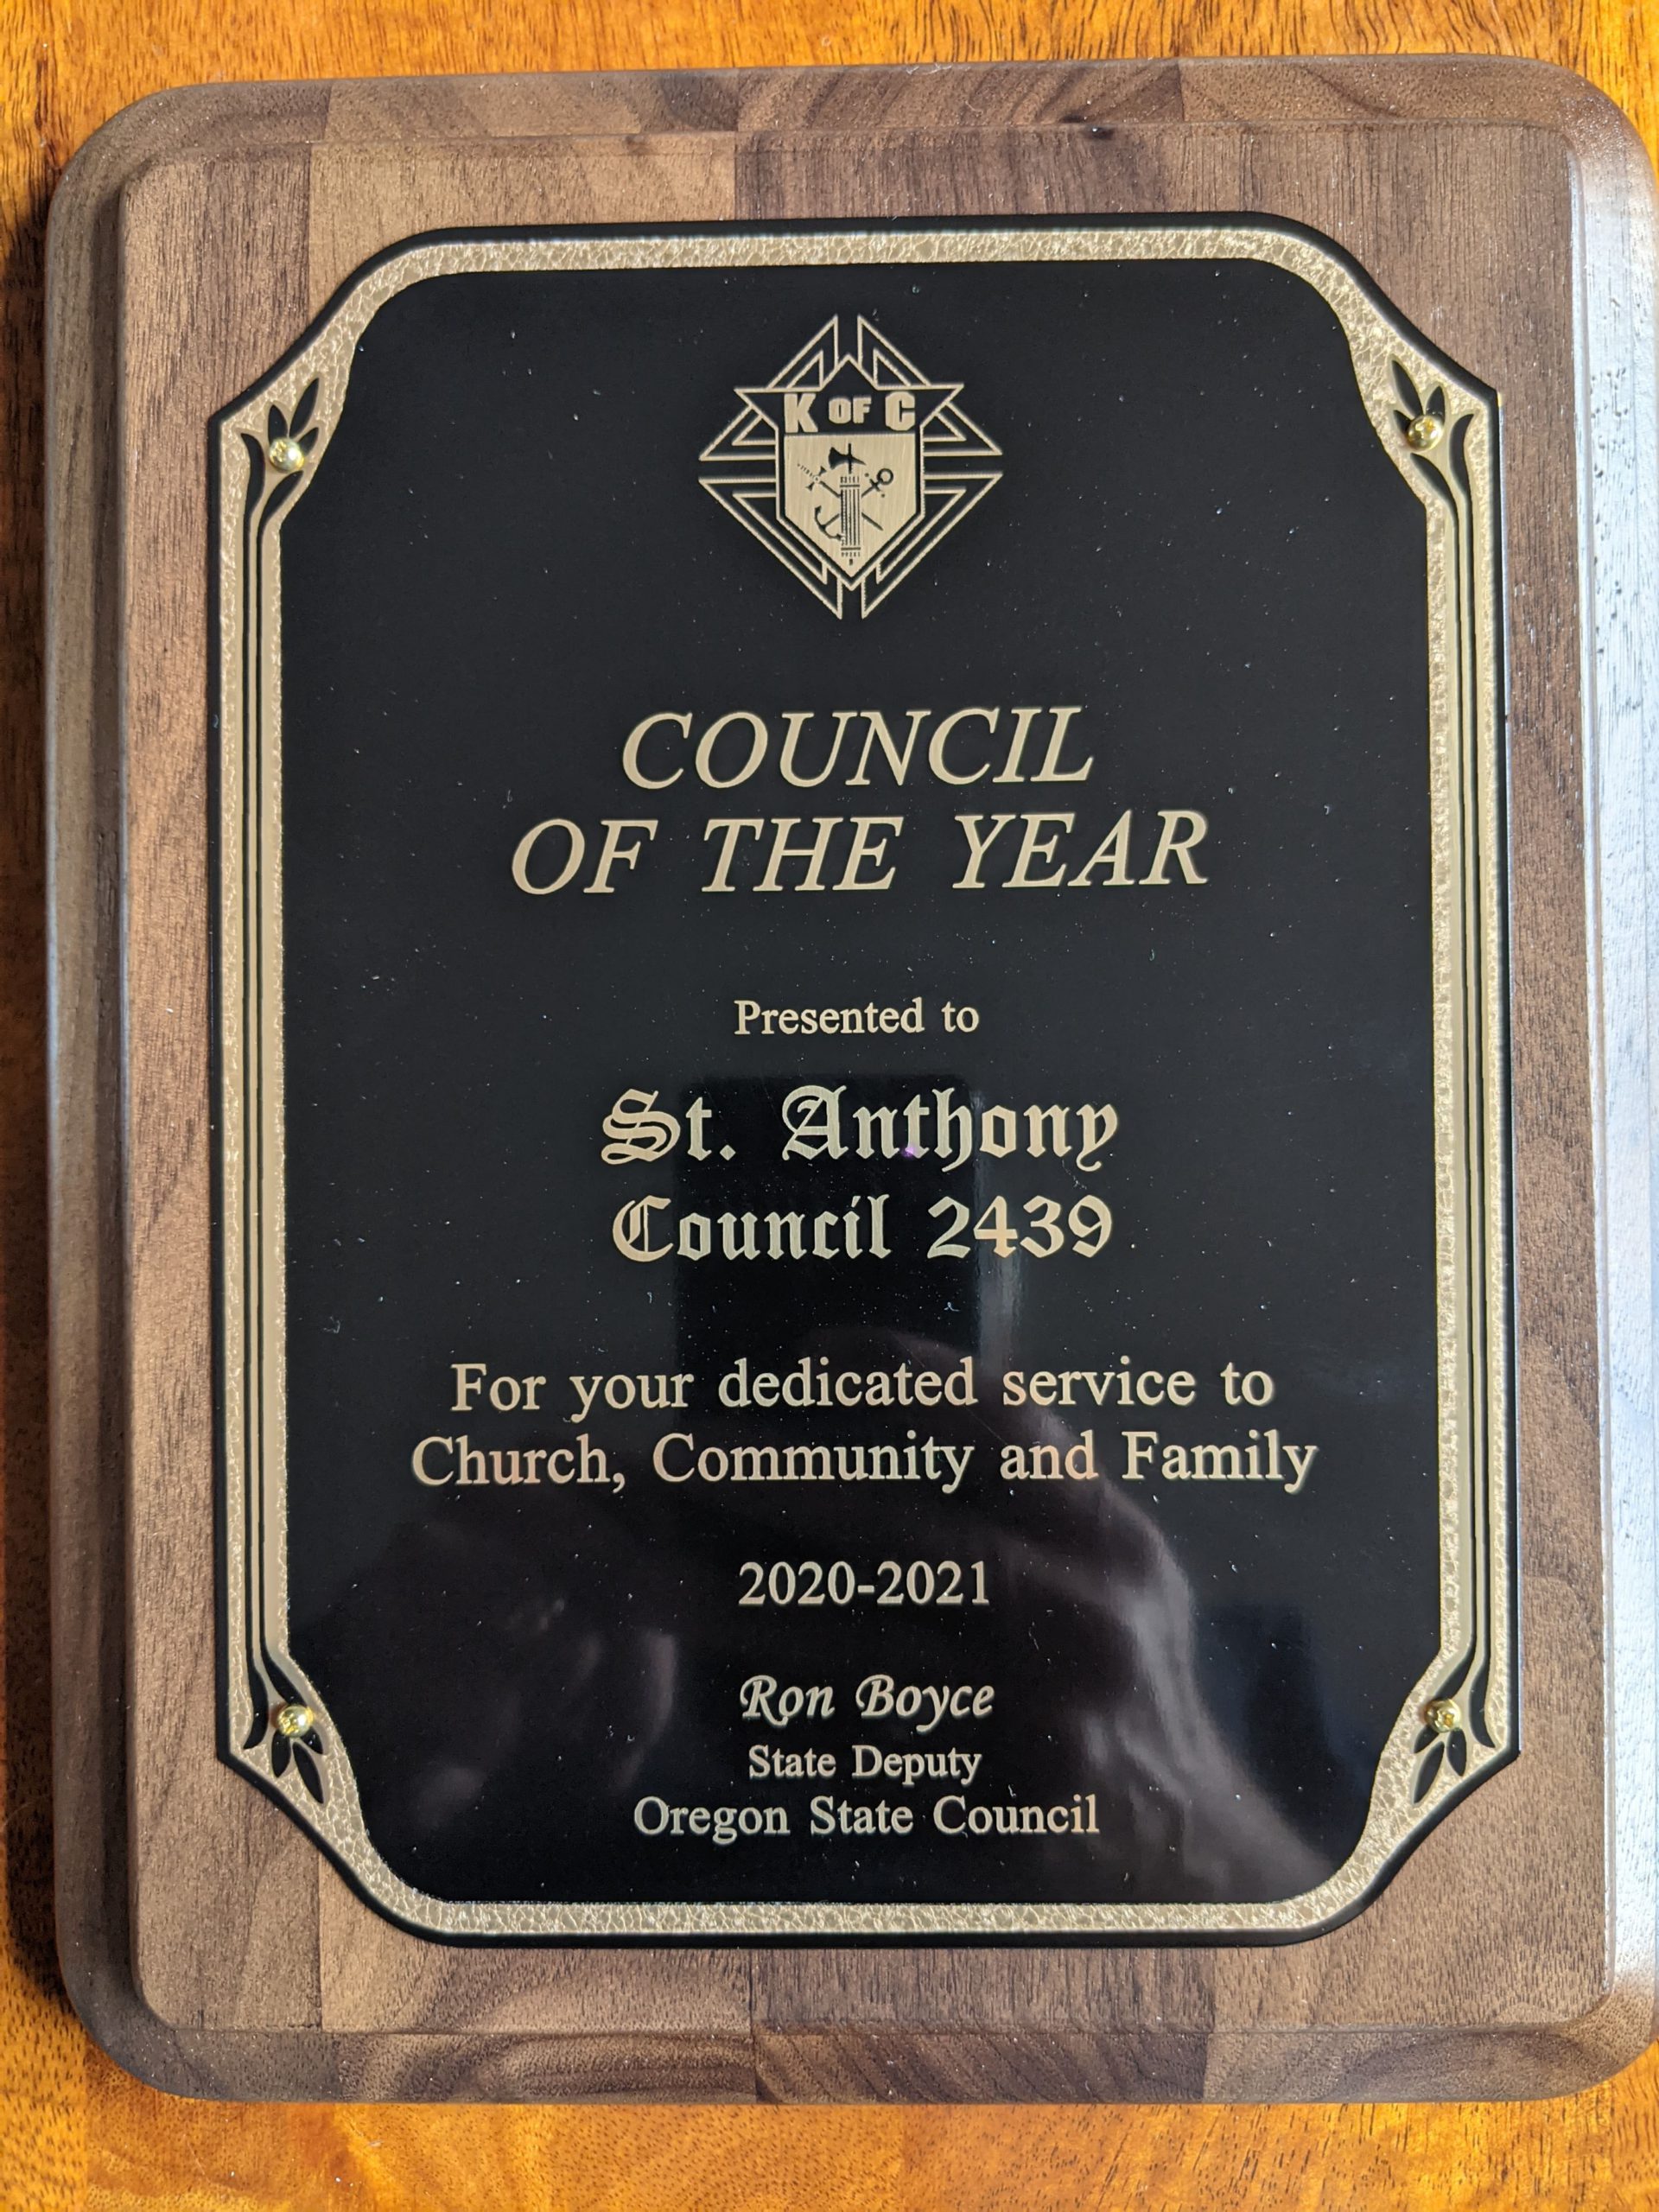 K OF C
COUNCIL
OF THE YEAR
Presented to
St. Anthony
Council 2439
For your dedicated service to
Church, Community and Family
2020-2021
Ron Boyce
State Deputy
Oregon State Council